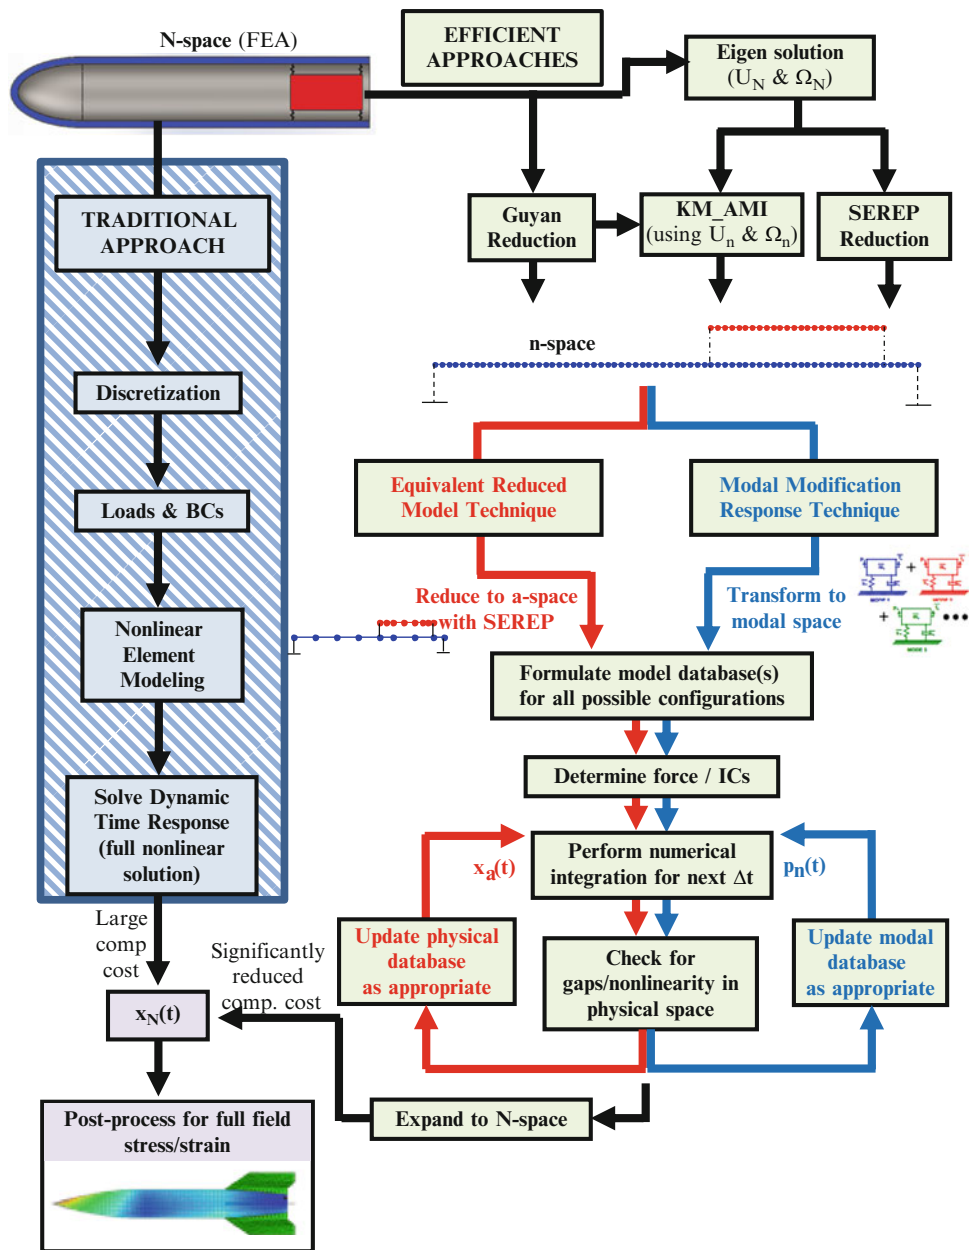 N-space (FEA)
EFFICIENT
APPROACHES
Eigen solution
(U_N & Ω_N)
TRADITIONAL
APPROACH
Guyan
Reduction
KM_AMI
(using U_n & Ω_n)
SEREP
Reduction
n-space
Discretization
Loads & BCs
Nonlinear
Element
Modeling
Solve Dynamic
Time Response
(full nonlinear
solution)
Large
comp
cost
Equivalent Reduced
Model Technique
Modal Modification
Response Technique
Reduce to a-space
with SEREP
Transform to
modal space
+
+
•••
Formulate model database(s)
for all possible configurations
Determine force / ICs
Perform numerical
integration for next Δt
x_a(t)
p_n(t)
Update physical
database
as appropriate
Check for
gaps/nonlinearity in
physical space
Update modal
database
as appropriate
Significantly
reduced
comp. cost
x_N(t)
Expand to N-space
Post-process for full field
stress/strain